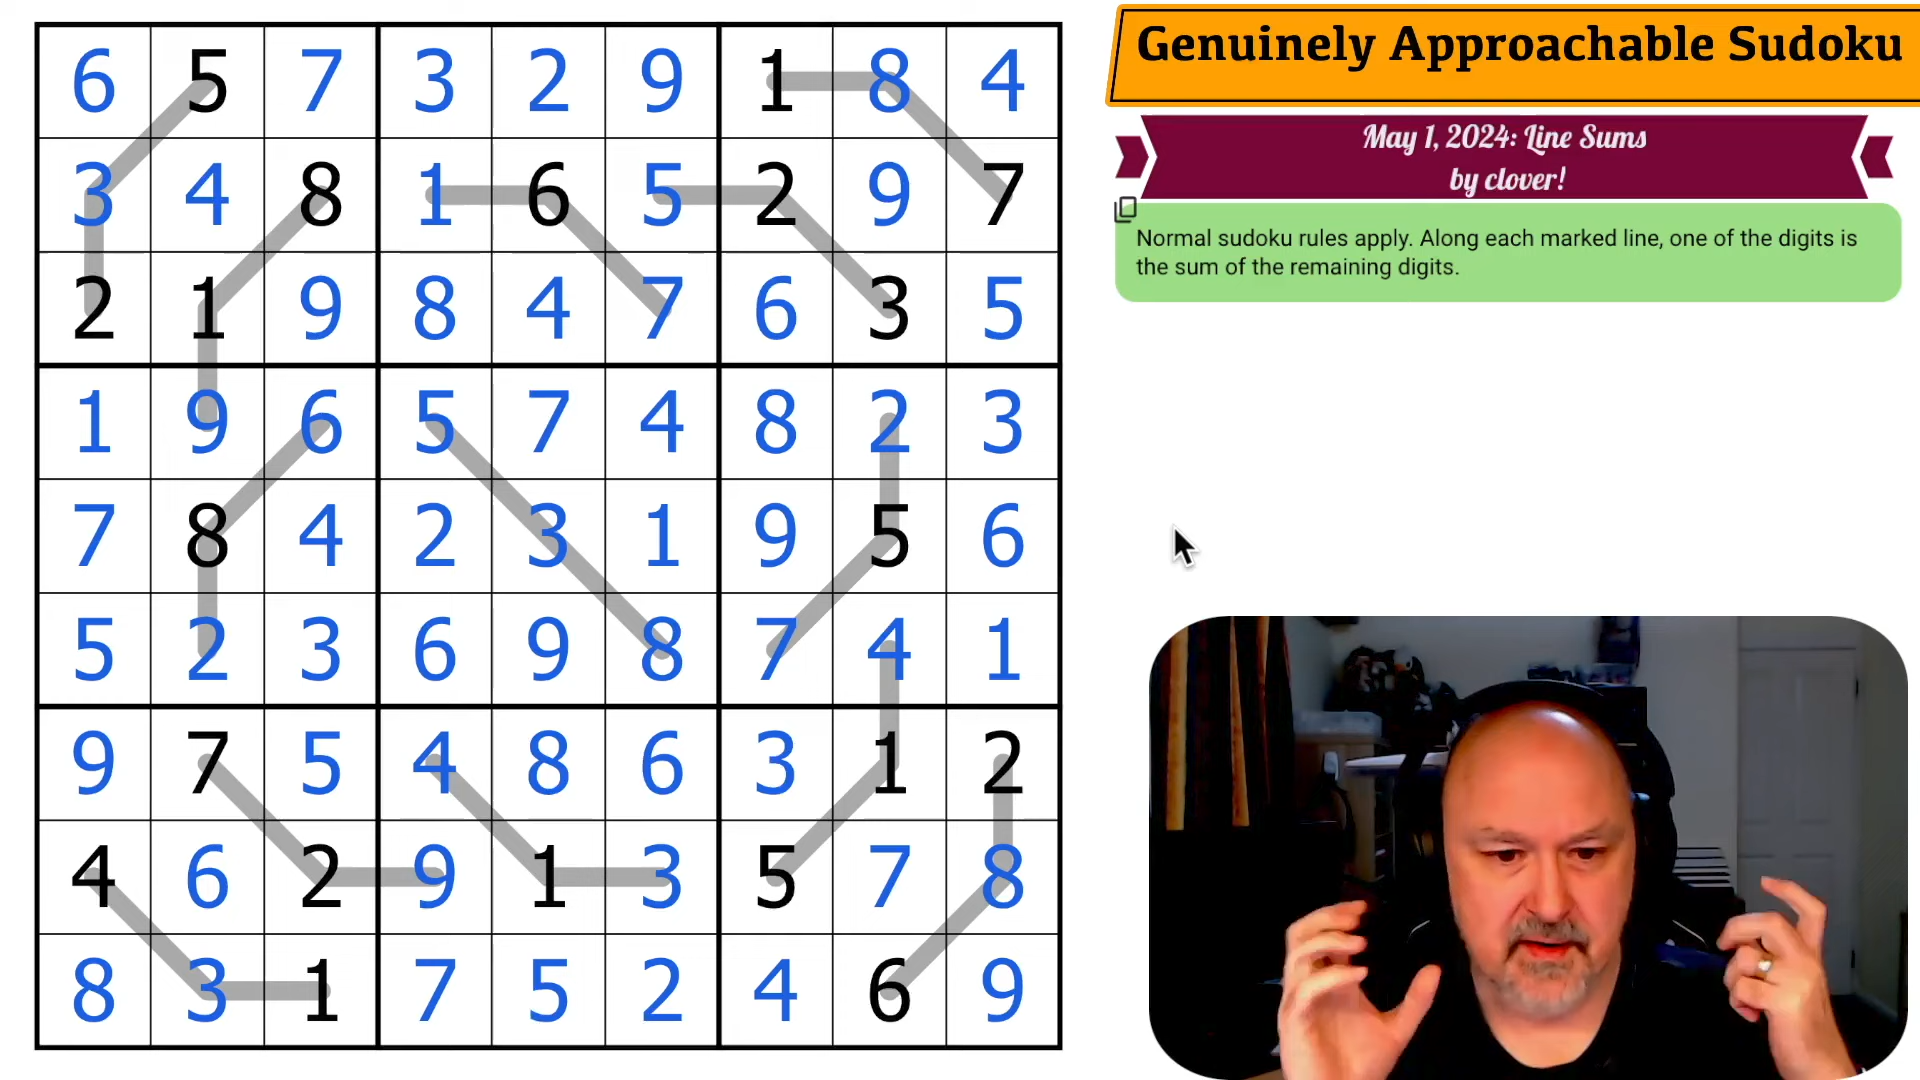 Genuinely Approachable Sudoku
May 1, 2024: Line Sums
by clover!
Normal sudoku rules apply. Along each marked line, one of the digits is
the sum of the remaining digits.
6 5 7 3 2 9 1 8 4
3 4 8 1 6 5 2 9 7
2 1 9 8 4 7 6 3 5
1 9 6 5 7 4 8 2 3
7 8 4 2 3 1 9 5 6
5 2 3 6 9 8 7 4 1
9 7 5 4 8 6 3 1 2
4 6 2 9 1 3 5 7 8
8 3 1 7 5 2 4 6 9